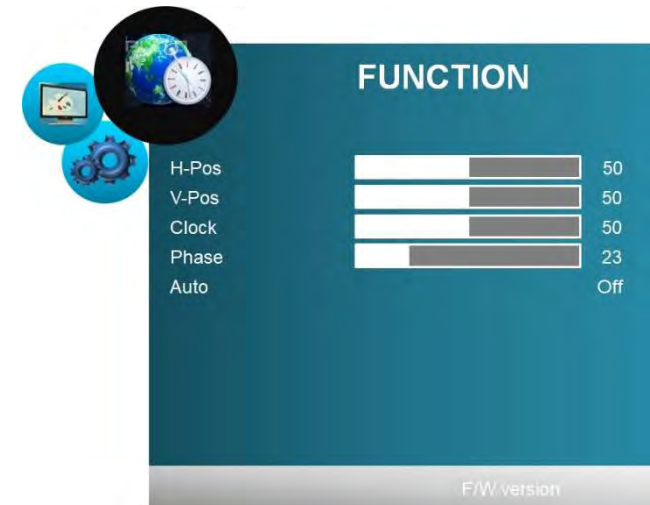 FUNCTION
H-Pos 50
V-Pos 50
Clock 50
Phase 23
Auto Off
F/W version